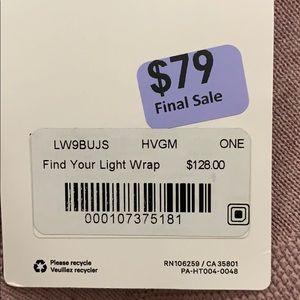 $79
Final Sale
LW9BUJS HVGM ONE
Find Your Light Wrap $128.00
000107375181
Please recycle
Veuillez recycler
RN106259 / CA 35801
PA-HT004-0048